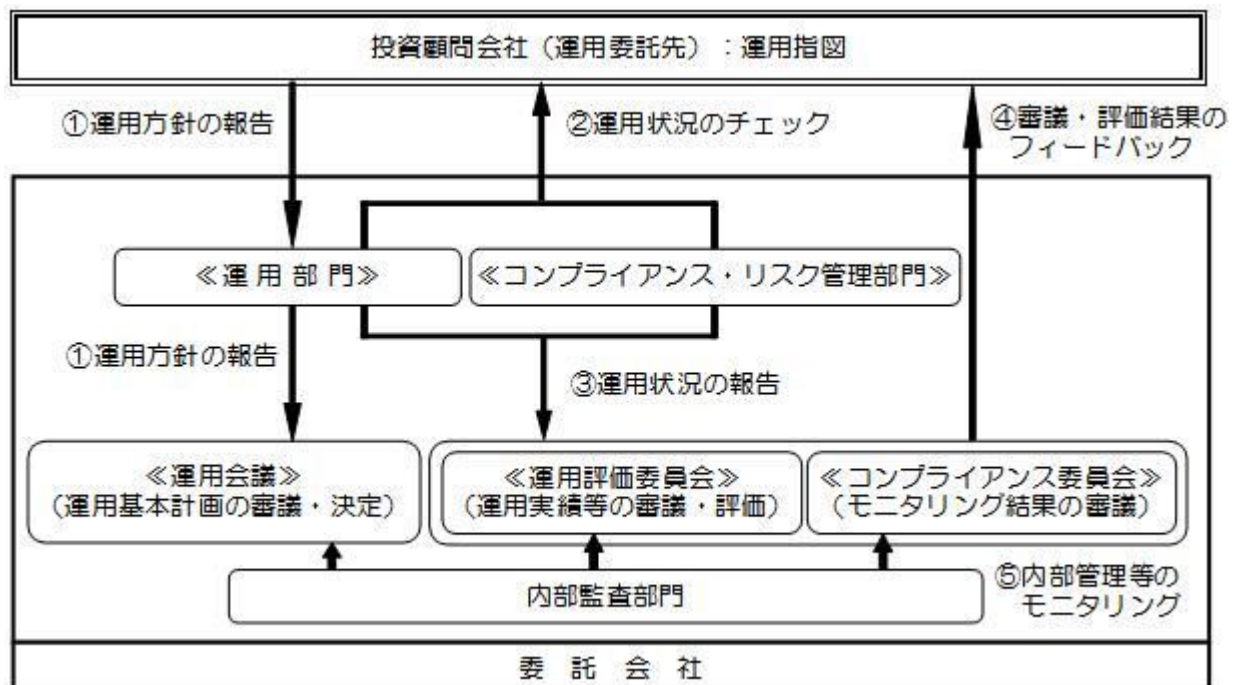 投資顧問会社（運用委託先）：運用指図
①運用方針の報告
②運用状況のチェック
④審議・評価結果の
フィードバック
≪運 用 部 門≫
≪コンプライアンス・リスク管理部門≫
①運用方針の報告
③運用状況の報告
≪運用会議≫
（運用基本計画の審議・決定）
≪運用評価委員会≫
（運用実績等の審議・評価）
≪コンプライアンス委員会≫
（モニタリング結果の審議）
内部監査部門
⑤内部管理等の
モニタリング
委 託 会 社